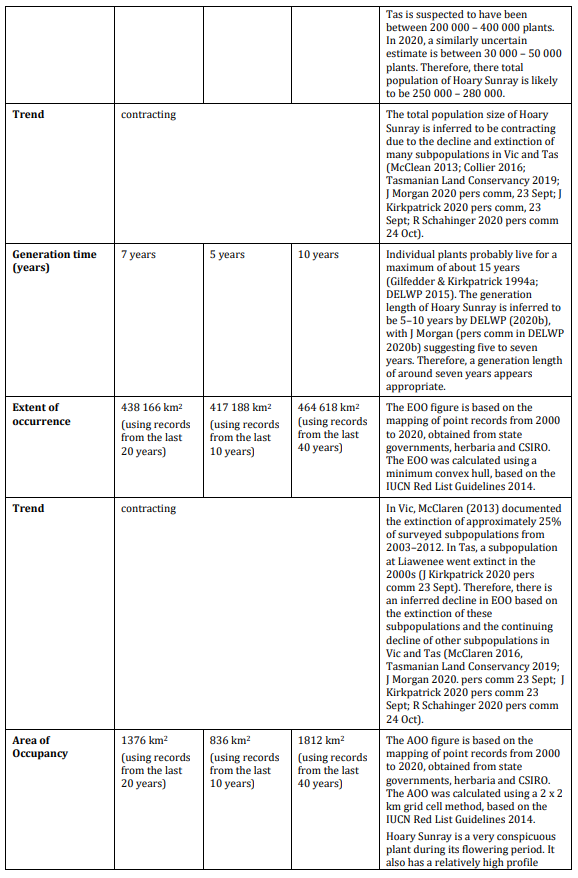 Tas is suspected to have been
between 200 000 – 400 000 plants.
In 2020, a similarly uncertain
estimate is between 30 000 – 50 000
plants. Therefore, there total
population of Hoary Sunray is likely
to be 250 000 – 280 000.
Trend
contracting
The total population size of Hoary
Sunray is inferred to be contracting
due to the decline and extinction of
many subpopulations in Vic and Tas
(McClean 2013; Collier 2016;
Tasmanian Land Conservancy 2019;
J Morgan 2020 pers comm, 23 Sept; J
Kirkpatrick 2020 pers comm, 23
Sept; R Schahinger 2020 pers comm
24 Oct).
Generation time
(years)
7 years
5 years
10 years
Individual plants probably live for a
maximum of about 15 years
(Gilfedder & Kirkpatrick 1994a;
DELWP 2015). The generation
length of Hoary Sunray is inferred to
be 5–10 years by DELWP (2020b),
with J Morgan (pers comm in DELWP
2020b) suggesting five to seven
years. Therefore, a generation length
of around seven years appears
appropriate.
Extent of
occurrence
438 166 km²
(using records
from the last
20 years)
417 188 km²
(using records
from the last
10 years)
464 618 km²
(using records
from the last
40 years)
The EOO figure is based on the
mapping of point records from 2000
to 2020, obtained from state
governments, herbaria and CSIRO.
The EOO was calculated using a
minimum convex hull, based on the
IUCN Red List Guidelines 2014.
Trend
contracting
In Vic, McClaren (2013) documented
the extinction of approximately 25%
of surveyed subpopulations from
2003–2012. In Tas, a subpopulation
at Liawenee went extinct in the
2000s (J Kirkpatrick 2020 pers
comm 23 Sept). Therefore, there is
an inferred decline in EOO based on
the extinction of these
subpopulations and the continuing
decline of other subpopulations in
Vic and Tas (McClaren 2016,
Tasmanian Land Conservancy 2019;
J Morgan 2020. pers comm 23 Sept; J
Kirkpatrick 2020 pers comm 23
Sept; R Schahinger 2020 pers comm
24 Oct).
Area of
Occupancy
1376 km²
(using records
from the last
20 years)
836 km²
(using records
from the last
10 years)
1812 km²
(using records
from the last
40 years)
The AOO figure is based on the
mapping of point records from 2000
to 2020, obtained from state
governments, herbaria and CSIRO.
The AOO was calculated using a 2 x 2
km grid cell method, based on the
IUCN Red List Guidelines 2014.
Hoary Sunray is a very conspicuous
plant during its flowering period. It
also has a relatively high profile